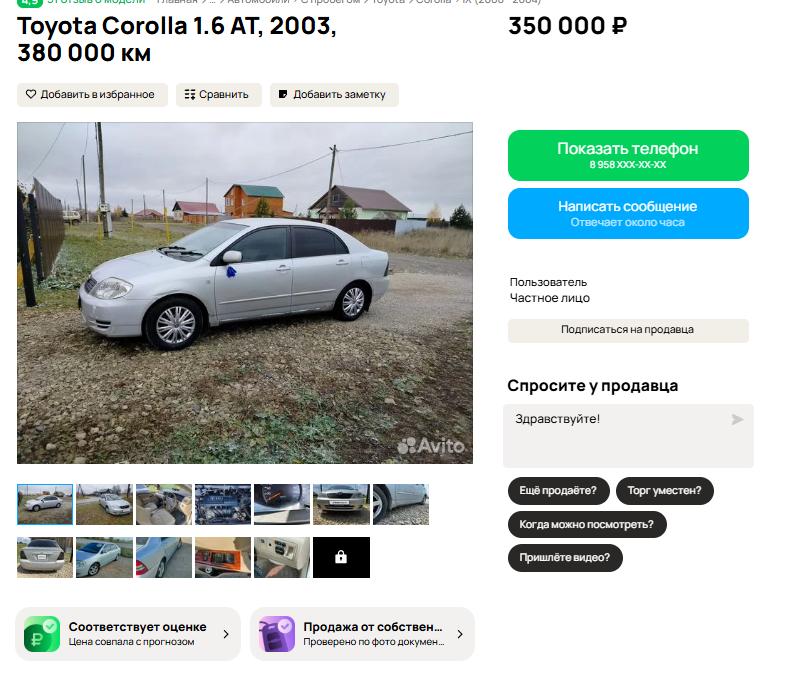 Toyota Corolla 1.6 AT, 2003,
380 000 км
350 000 ₽
Добавить в избранное
Сравнить
Добавить заметку
Avito
Показать телефон
8 958 XXX-XX-XX
Написать сообщение
Отвечает около часа
Пользователь
Частное лицо
Подписаться на продавца
Спросите у продавца
Здравствуйте!
Ещё продаёте?
Торг уместен?
Когда можно посмотреть?
Пришлёте видео?
Соответствует оценке
Цена совпала с прогнозом
Продажа от собствен...
Проверено по фото докумен...